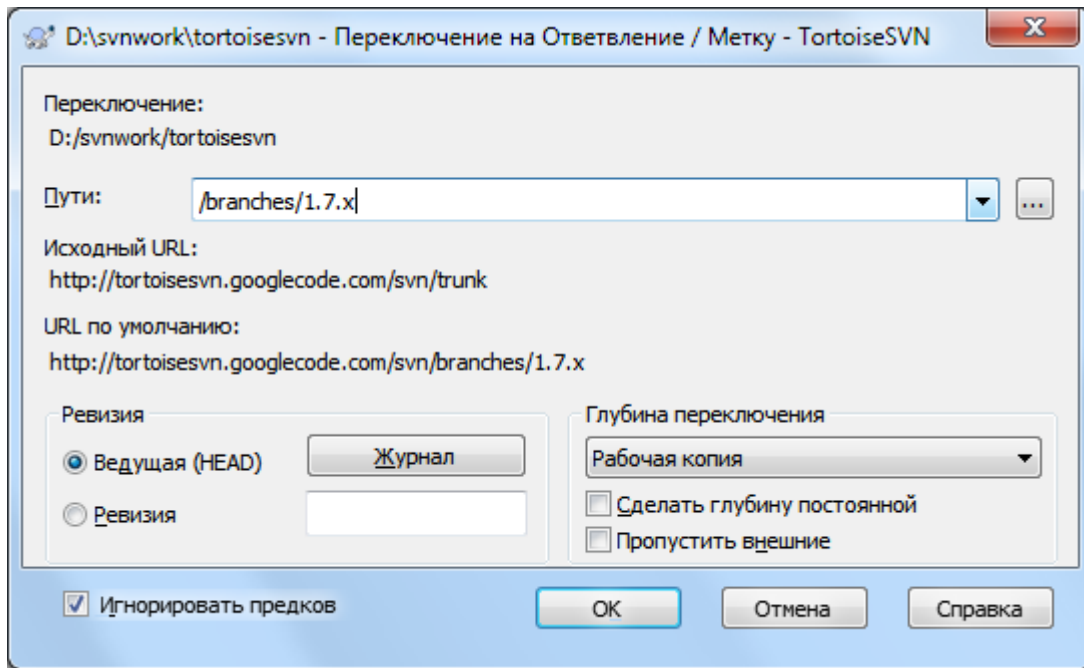 D:\svnwork\tortoisesvn - Переключение на Ответвление / Метку - TortoiseSVN
Переключение:
D:/svnwork/tortoisesvn
Пути:
/branches/1.7.x
...
Исходный URL:
http://tortoisesvn.googlecode.com/svn/trunk
URL по умолчанию:
http://tortoisesvn.googlecode.com/svn/branches/1.7.x
Ревизия
Ведущая (HEAD)
Журнал
Ревизия
Глубина переключения
Рабочая копия
Сделать глубину постоянной
Пропустить внешние
Игнорировать предков
ОК
Отмена
Справка